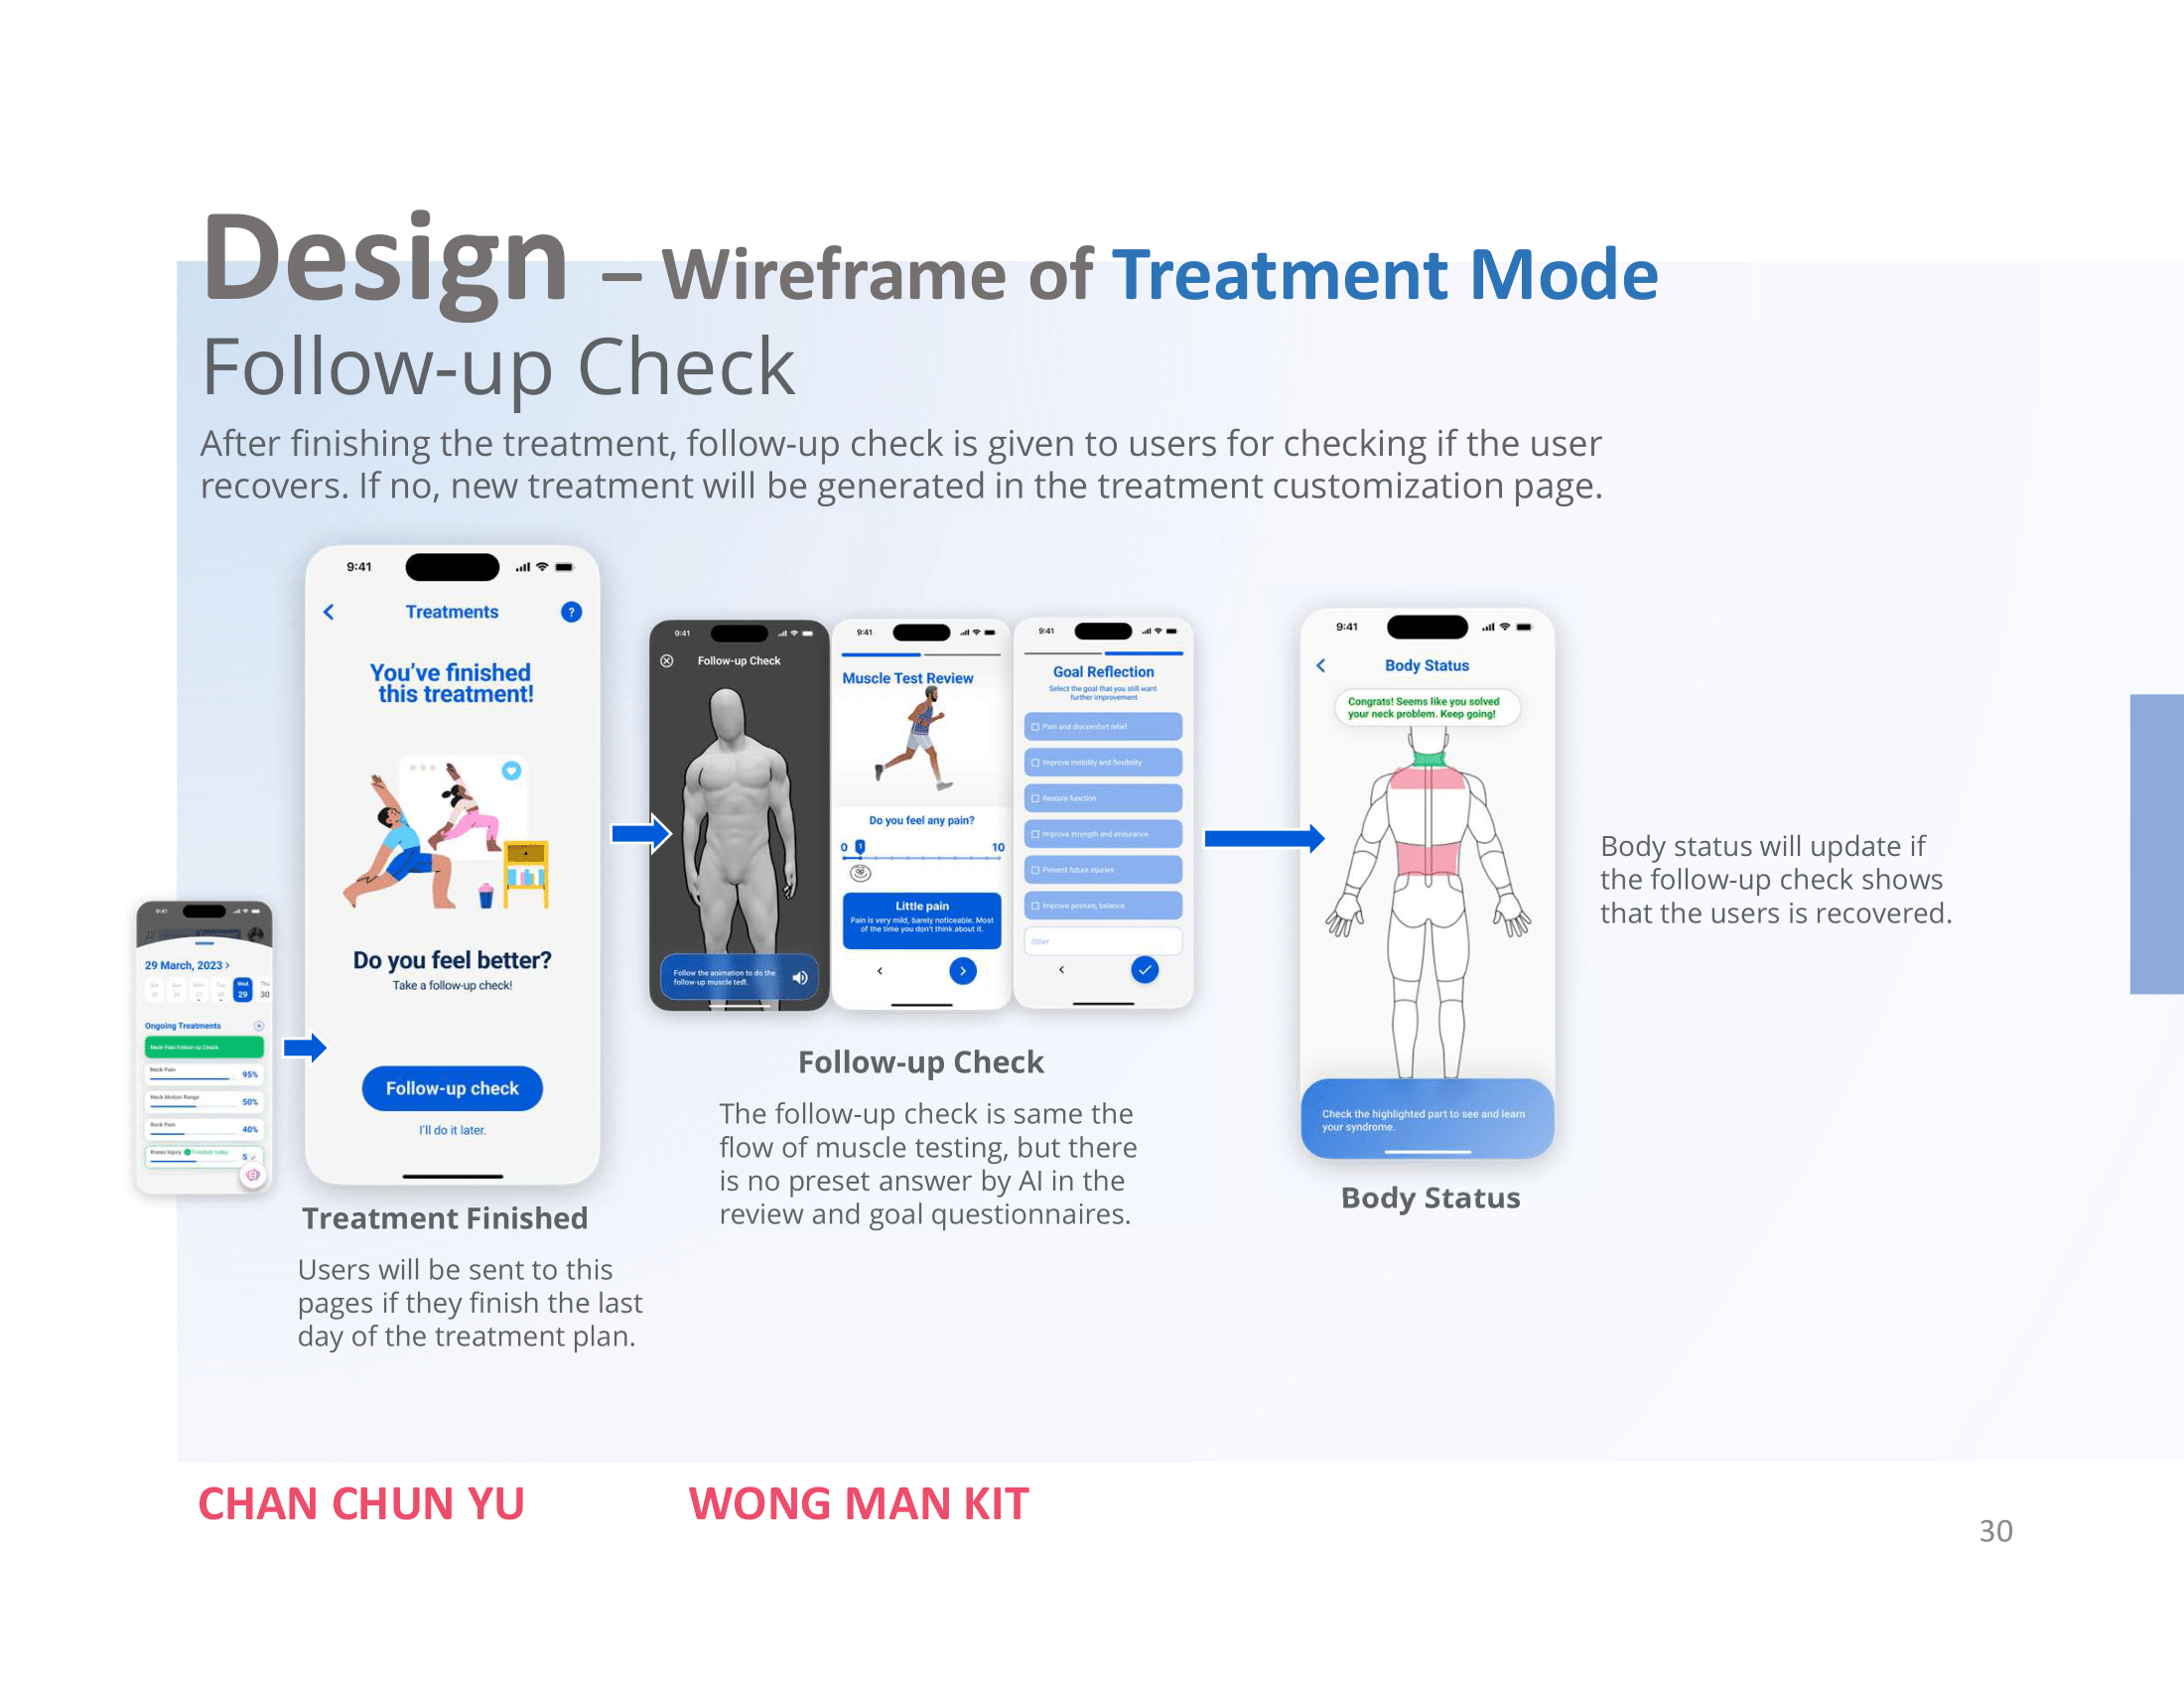 Design – Wireframe of Treatment Mode
Follow-up Check
After finishing the treatment, follow-up check is given to users for checking if the user
recovers. If no, new treatment will be generated in the treatment customization page.
9:41
29 March, 2023 >
Sat
Sun
Mon
Tue
Wed
Thu
29
30
Ongoing Treatments
Neck Pain Follow-up Check
Neck Pain
95%
Neck Motion Range
50%
Back Pain
40%
Knees Injury
Finished today
5
9:41
Treatments
?
You've finished
this treatment!
Do you feel better?
Take a follow-up check!
Follow-up check
I'll do it later.
Treatment Finished
Users will be sent to this
pages if they finish the last
day of the treatment plan.
9:41
Follow-up Check
Follow the animation to do the
follow-up muscle test.
9:41
Muscle Test Review
Do you feel any pain?
0
1
10
Little pain
Pain is very mild, barely noticeable. Most
of the time you don't think about it.
9:41
Goal Reflection
Select the goal that you still want
further improvement
Pain and discomfort relief
Improve mobility and flexibility
Restore function
Improve strength and endurance
Prevent future injuries
Improve posture, balance
Other
Follow-up Check
The follow-up check is same the
flow of muscle testing, but there
is no preset answer by AI in the
review and goal questionnaires.
9:41
Body Status
Congrats! Seems like you solved
your neck problem. Keep going!
Check the highlighted part to see and learn
your syndrome.
Body Status
Body status will update if
the follow-up check shows
that the users is recovered.
CHAN CHUN YU
WONG MAN KIT
30